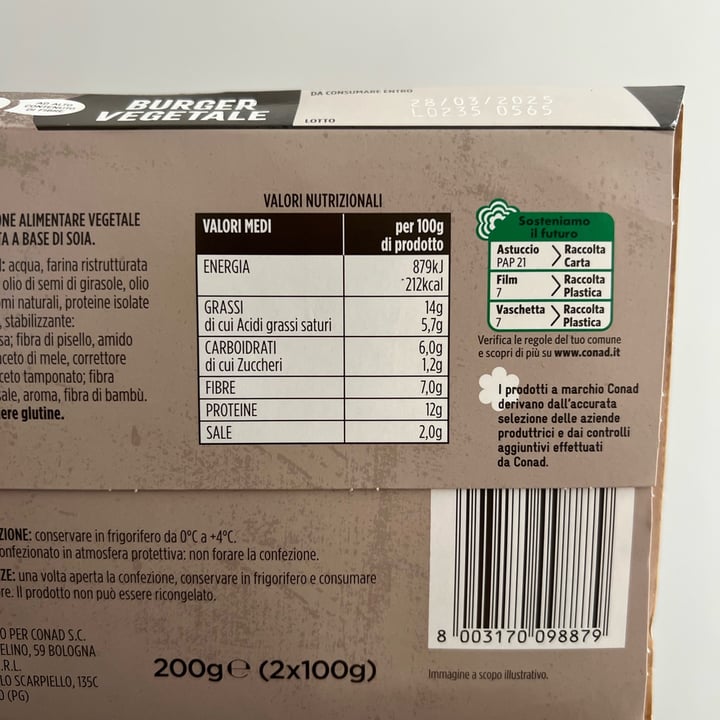 AD ALTO
CONTENUTO
DI FIBRE
BURGER
VEGETALE
DA CONSUMARE ENTRO
28/03/2025
LOTTO
L0235 0565
ONE ALIMENTARE VEGETALE
TA A BASE DI SOIA.
: acqua, farina ristrutturata
olio di semi di girasole, olio
omi naturali, proteine isolate
, stabilizzante:
sa; fibra di pisello, amido
aceto di mele, correttore
ceto tamponato; fibra
sale, aroma, fibra di bambù.
ere glutine.
VALORI NUTRIZIONALI
VALORI MEDI per 100g
di prodotto
ENERGIA 879kJ
212kcal
GRASSI 14g
di cui Acidi grassi saturi 5,7g
CARBOIDRATI 6,0g
di cui Zuccheri 1,2g
FIBRE 7,0g
PROTEINE 12g
SALE 2,0g
Sosteniamo
il futuro
Astuccio Raccolta
PAP 21 Carta
Film Raccolta
7 Plastica
Vaschetta Raccolta
7 Plastica
Verifica le regole del tuo comune
e scopri di più su www.conad.it
I prodotti a marchio Conad
derivano dall'accurata
selezione delle aziende
produttrici e dai controlli
aggiuntivi effettuati
da Conad.
ZIONE: conservare in frigorifero da 0°C a +4°C.
onfezionato in atmosfera protettiva: non forare la confezione.
ZE: una volta aperta la confezione, conservare in frigorifero e consumare
re. Il prodotto non può essere ricongelato.
O PER CONAD S.C.
ELINO, 59 BOLOGNA
.R.L.
LO SCARPIELLO, 135C
O (PG)
200g e (2x100g)
8 003170 098879
Immagine a scopo illustrativo.